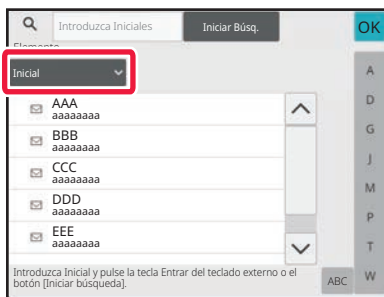 Introduzca Iniciales
Iniciar Búsq.
OK
Elemento
Inicial
AAA
aaaaaaaa
BBB
aaaaaaaa
CCC
aaaaaaaa
DDD
aaaaaaaa
EEE
aaaaaaaa
A
D
G
J
M
P
T
W
Introduzca Inicial y pulse la tecla Entrar del teclado externo o el
botón [Iniciar búsqueda].
ABC